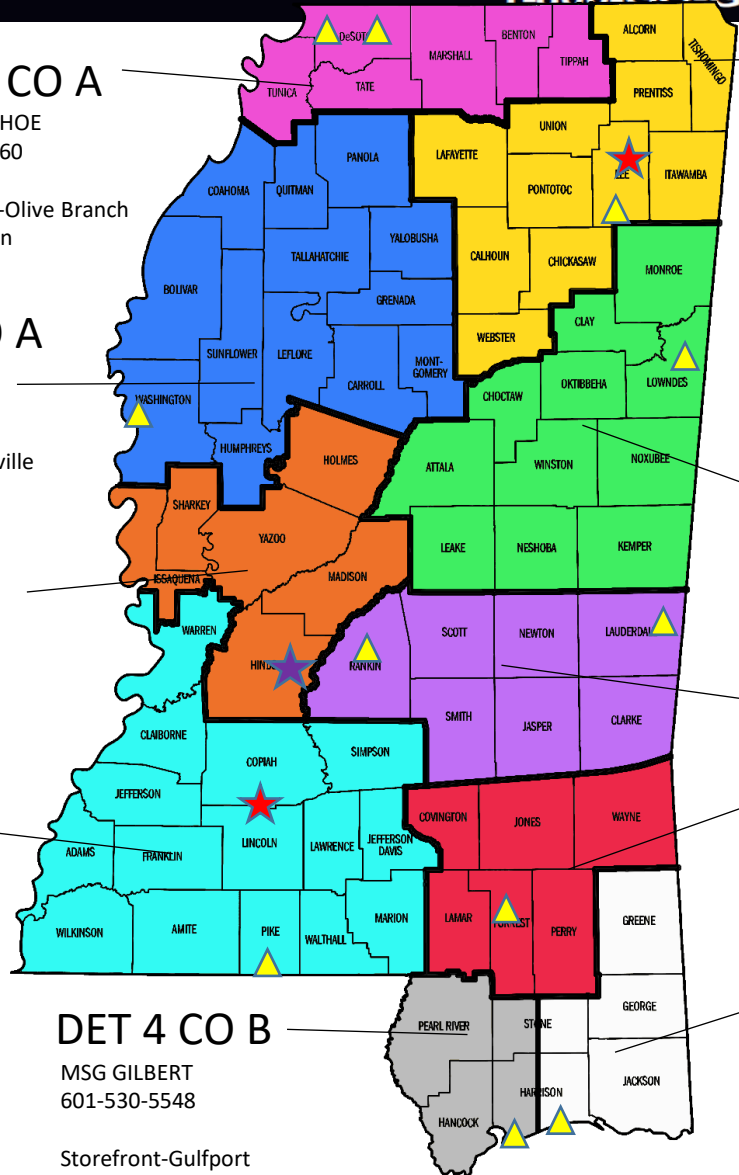 CO A
HOE
60
-Olive Branch
n
A
ville
DET 4 CO B
MSG GILBERT
601-530-5548
Storefront-Gulfport
TUNICA
DeSOT
TATE
MARSHALL
BENTON
TIPPAH
ALCORN
TISHOMINGO
PRENTISS
UNION
LAFAYETTE
PONTOTOC
ITAWAMBA
CALHOUN
CHICKASAW
WEBSTER
COAHOMA
QUITMAN
PANOLA
TALLAHATCHIE
YALOBUSHA
BOLIVAR
GRENADA
SUNFLOWER
LEFLORE
CARROLL
MONT-
GOMERY
WASHINGTON
HUMPHREYS
MONROE
CLAY
LOWNDES
OKTIBBEHA
CHOCTAW
ATTALA
WINSTON
NOXUBEE
LEAKE
NESHOBA
KEMPER
HOLMES
SHARKEY
YAZOO
ISSAQUENA
MADISON
HIND
WARREN
RANKIN
SCOTT
NEWTON
LAUDERDAL
SMITH
JASPER
CLARKE
CLAIBORNE
COPIAH
SIMPSON
JEFFERSON
ADAMS
FRANKLIN
LINCOLN
LAWRENCE
JEFFERSON
DAVIS
WILKINSON
AMITE
PIKE
WALTHALL
MARION
COVINGTON
JONES
WAYNE
LAMAR
PERRY
GREENE
PEARL RIVER
STONE
GEORGE
HANCOCK
HARRISON
JACKSON